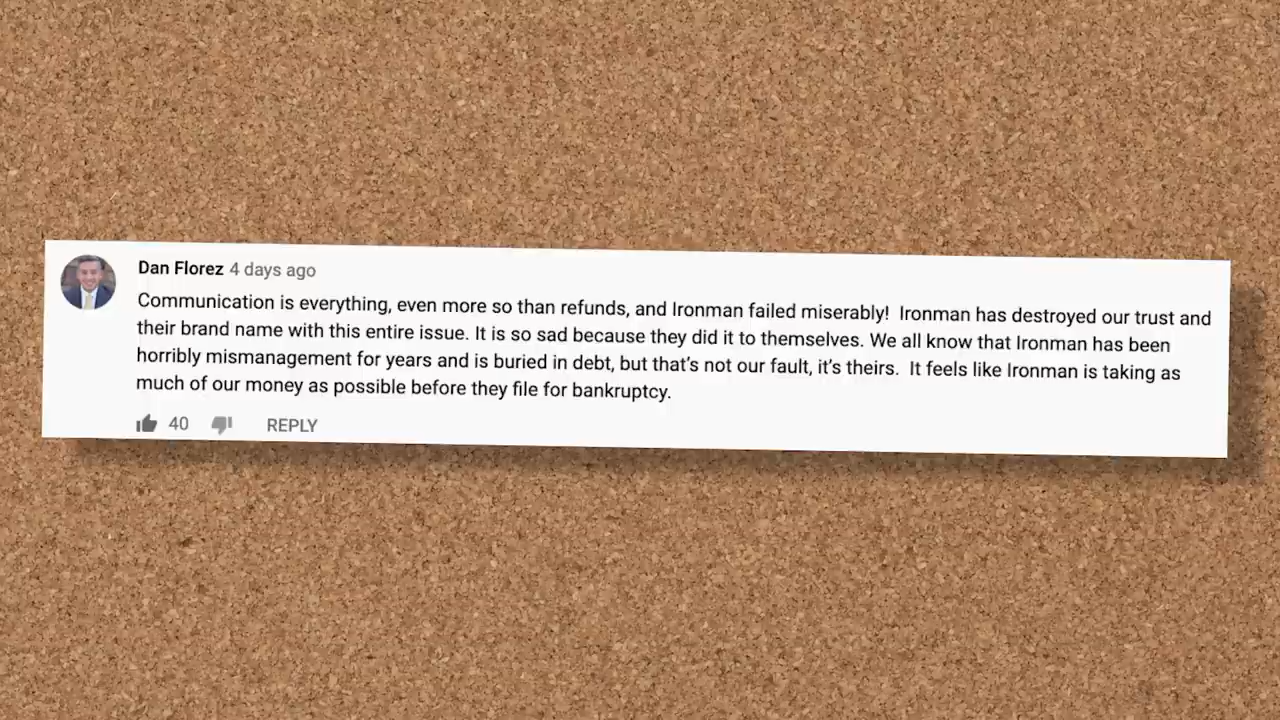 Dan Florez 4 days ago
Communication is everything, even more so than refunds, and Ironman failed miserably!  Ironman has destroyed our trust and
their brand name with this entire issue. It is so sad because they did it to themselves. We all know that Ironman has been
horribly mismanagement for years and is buried in debt, but that's not our fault, it's theirs.  It feels like Ironman is taking as
much of our money as possible before they file for bankruptcy.
40 REPLY